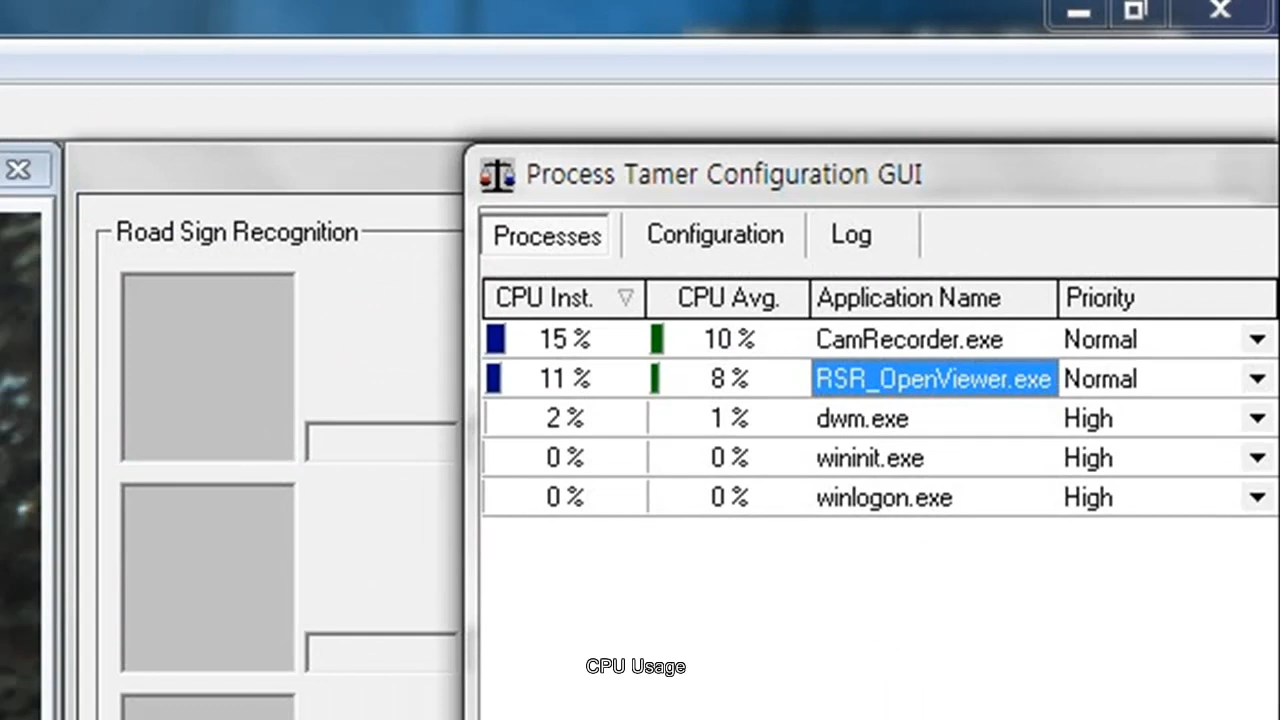 Process Tamer Configuration GUI
Road Sign Recognition
Processes Configuration Log
CPU Inst. CPU Avg. Application Name Priority
15 % 10 % CamRecorder.exe Normal
11 % 8 % RSR_OpenViewer.exe Normal
2 % 1 % dwm.exe High
0 % 0 % wininit.exe High
0 % 0 % winlogon.exe High
CPU Usage